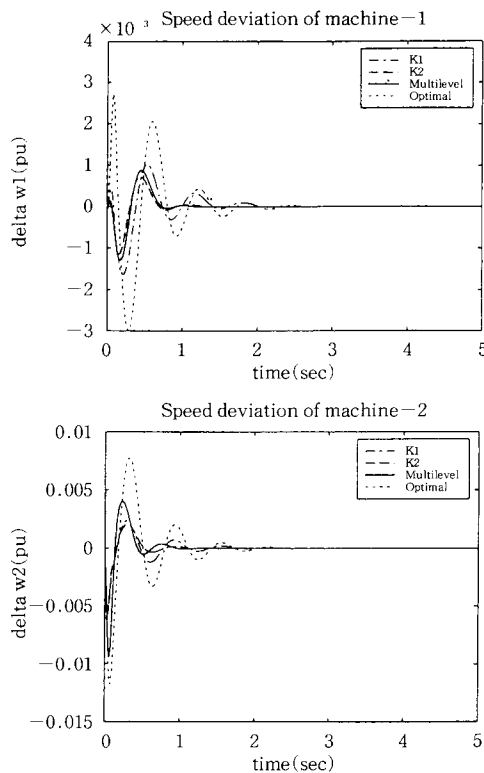 Speed deviation of machine−1
×10⁻³
4
3
2
1
0
−1
−2
−3
delta w1(pu)
K1
K2
Multilevel
Optimal
0 1 2 3 4 5
time(sec)
Speed deviation of machine−2
0.01
0.005
0
−0.005
−0.01
−0.015
delta w2(pu)
K1
K2
Multilevel
Optimal
0 1 2 3 4 5
time(sec)